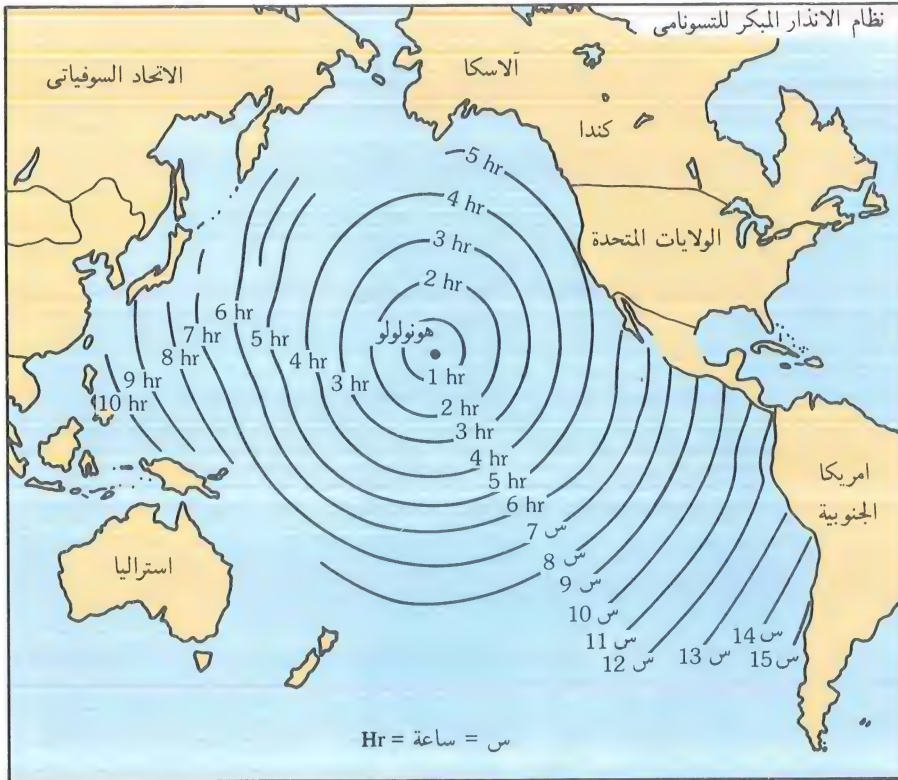 نظام الانذار المبكر للتسونامى
آلاسكا
الاتحاد السوفياتى
كندا
الولايات المتحدة
5 hr
4 hr
3 hr
2 hr
هونولولو
1 hr
2 hr
3 hr
4 hr
5 hr
6 hr
7 س
8 س
9 س
10 س
11 س
12 س
13 س
14 س
15 س
6 hr
5 hr
7 hr
4 hr
8 hr
3 hr
9 hr
10 hr
امريكا
الجنوبية
استراليا
س = ساعة = Hr